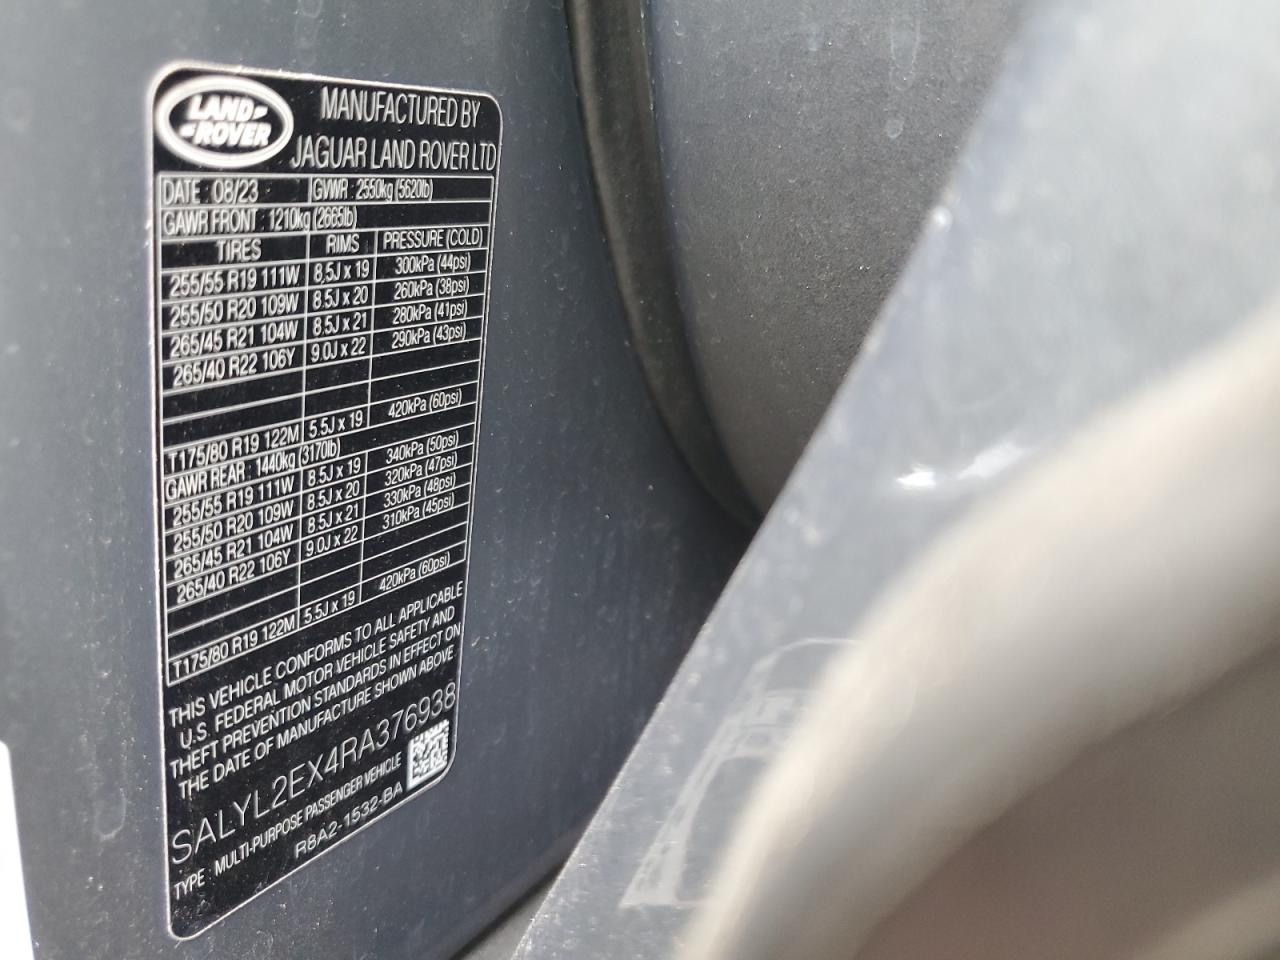 LAND-
-ROVER
MANUFACTURED BY
JAGUAR LAND ROVER LTD
DATE : 08/23 GVWR : 2550kg (5620lb)
GAWR FRONT : 1210kg (2665lb)
TIRES RIMS PRESSURE (COLD)
255/55 R19 111W 8.5J x 19 300kPa (44psi)
255/50 R20 109W 8.5J x 20 260kPa (38psi)
265/45 R21 104W 8.5J x 21 280kPa (41psi)
265/40 R22 106Y 9.0J x 22 290kPa (43psi)
T175/80 R19 122M 5.5J x 19 420kPa (60psi)
GAWR REAR : 1440kg (3170lb)
255/55 R19 111W 8.5J x 19 340kPa (50psi)
255/50 R20 109W 8.5J x 20 320kPa (47psi)
265/45 R21 104W 8.5J x 21 330kPa (48psi)
265/40 R22 106Y 9.0J x 22 310kPa (45psi)
T175/80 R19 122M 5.5J x 19 420kPa (60psi)
THIS VEHICLE CONFORMS TO ALL APPLICABLE
U.S. FEDERAL MOTOR VEHICLE SAFETY AND
THEFT PREVENTION STANDARDS IN EFFECT ON
THE DATE OF MANUFACTURE SHOWN ABOVE
SALYL2EX4RA376938
TYPE : MULTI-PURPOSE PASSENGER VEHICLE
R8A2-1532-BA